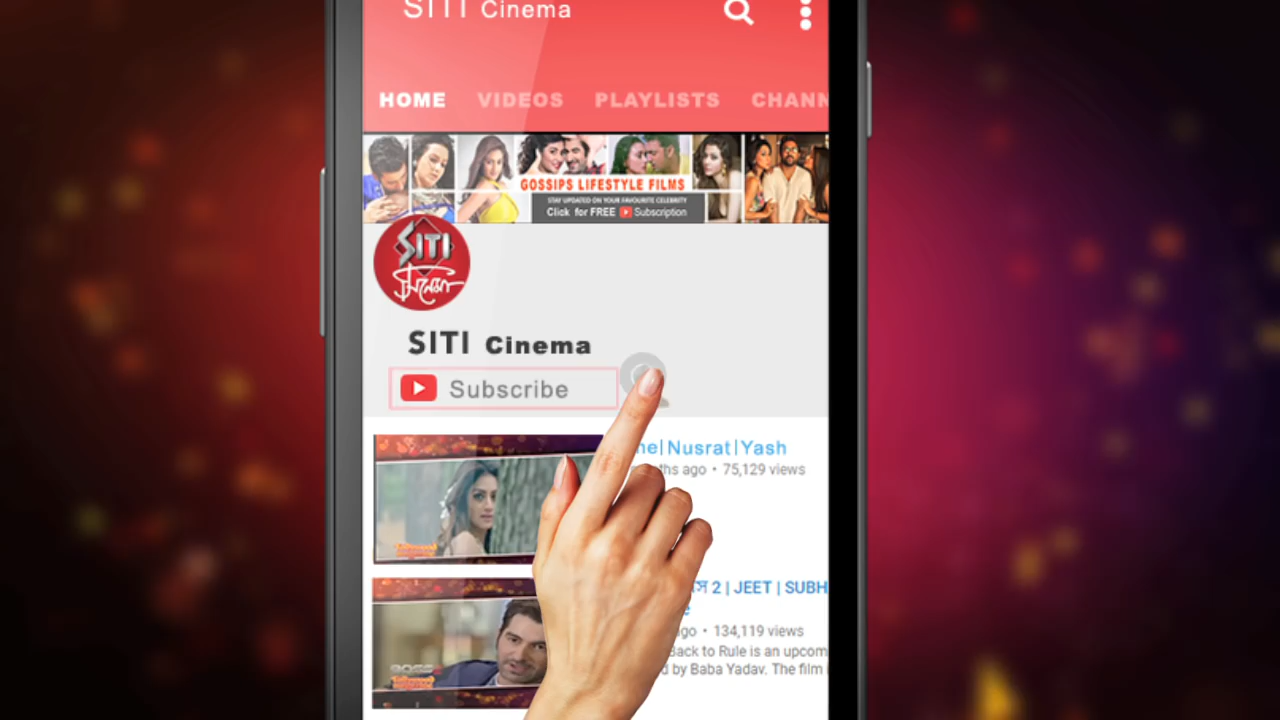 SITI Cinema
HOME VIDEOS PLAYLISTS CHANN
GOSSIPS LIFESTYLE FILMS
STAY UPDATED ON YOUR FAVOURITE CELEBRITY
Click for FREE Subscription
SITI
সিনেমা
SITI Cinema
Subscribe
ne|Nusrat|Yash
ths ago • 75,129 views
2 | JEET | SUBH
e
ago • 134,119 views
Back to Rule is an upcom
d by Baba Yadav. The film i